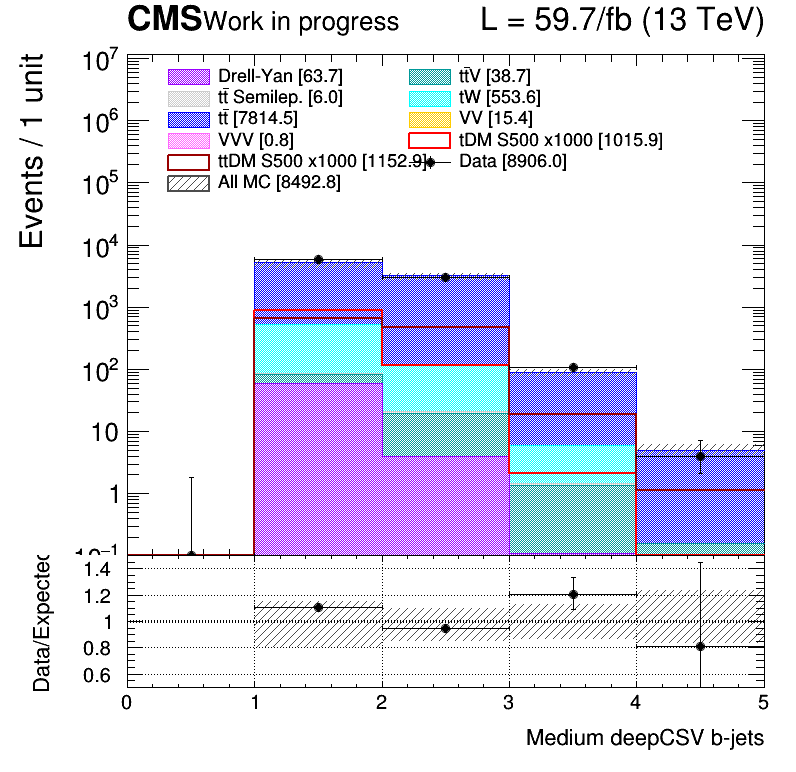 CMS Work in progress L = 59.7/fb (13 TeV)
Events / 1 unit
10⁷
10⁶
10⁵
10⁴
10³
10²
10
1
10⁻¹
Drell-Yan [63.7] tt̄V [38.7]
tt̄ Semilep. [6.0] tW [553.6]
tt̄ [7814.5] VV [15.4]
VVV [0.8] tDM S500 x1000 [1015.9]
ttDM S500 x1000 [1152.9] Data [8906.0]
All MC [8492.8]
Data/Expected
1.4
1.2
1
0.8
0.6
0 1 2 3 4 5
Medium deepCSV b-jets